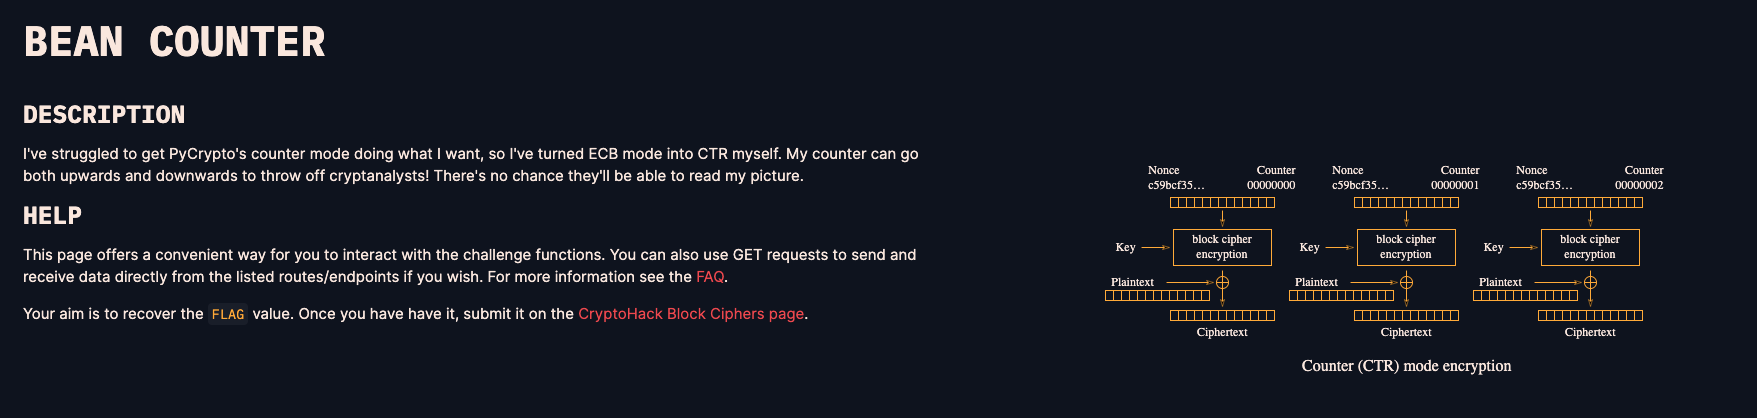 BEAN COUNTER
DESCRIPTION
I've struggled to get PyCrypto's counter mode doing what I want, so I've turned ECB mode into CTR myself. My counter can go
both upwards and downwards to throw off cryptanalysts! There's no chance they'll be able to read my picture.
HELP
This page offers a convenient way for you to interact with the challenge functions. You can also use GET requests to send and
receive data directly from the listed routes/endpoints if you wish. For more information see the FAQ.
Your aim is to recover the FLAG value. Once you have have it, submit it on the CryptoHack Block Ciphers page.
Nonce Counter Nonce Counter Nonce Counter
c59bcf35... 00000000 c59bcf35... 00000001 c59bcf35... 00000002
Key block cipher Key block cipher Key block cipher
encryption encryption encryption
Plaintext Plaintext Plaintext
Ciphertext Ciphertext Ciphertext
Counter (CTR) mode encryption